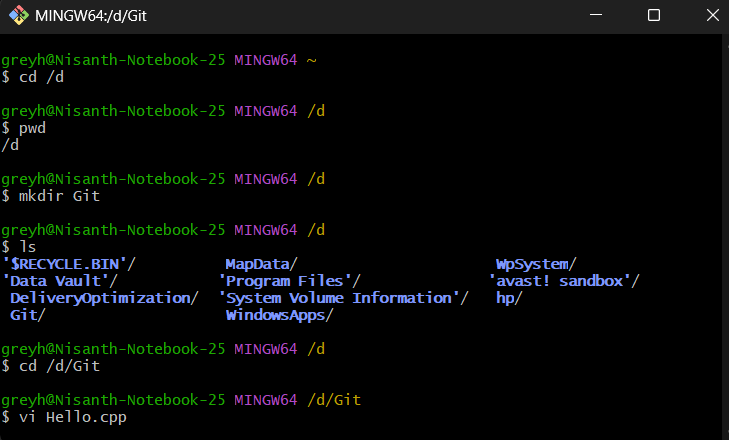 MINGW64:/d/Git
greyh@Nisanth-Notebook-25 MINGW64 ~
$ cd /d
greyh@Nisanth-Notebook-25 MINGW64 /d
$ pwd
/d
greyh@Nisanth-Notebook-25 MINGW64 /d
$ mkdir Git
greyh@Nisanth-Notebook-25 MINGW64 /d
$ ls
'$RECYCLE.BIN'/ MapData/ WpSystem/
'Data Vault'/ 'Program Files'/ 'avast! sandbox'/
DeliveryOptimization/ 'System Volume Information'/ hp/
Git/ WindowsApps/
greyh@Nisanth-Notebook-25 MINGW64 /d
$ cd /d/Git
greyh@Nisanth-Notebook-25 MINGW64 /d/Git
$ vi Hello.cpp